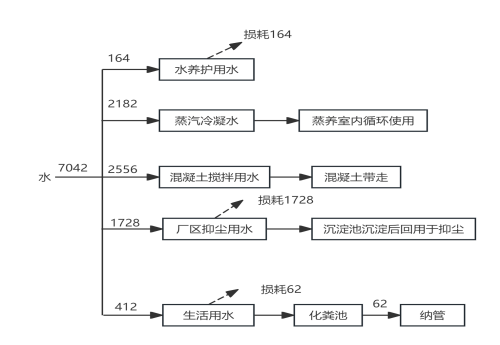 损耗164
164
水养护用水
2182
蒸汽冷凝水 蒸养室内循环使用
水 7042 2556
混凝土搅拌用水 混凝土带走
损耗1728
1728
厂区抑尘用水 沉淀池沉淀后回用于抑尘
损耗62
412
生活用水 化粪池 62 纳管